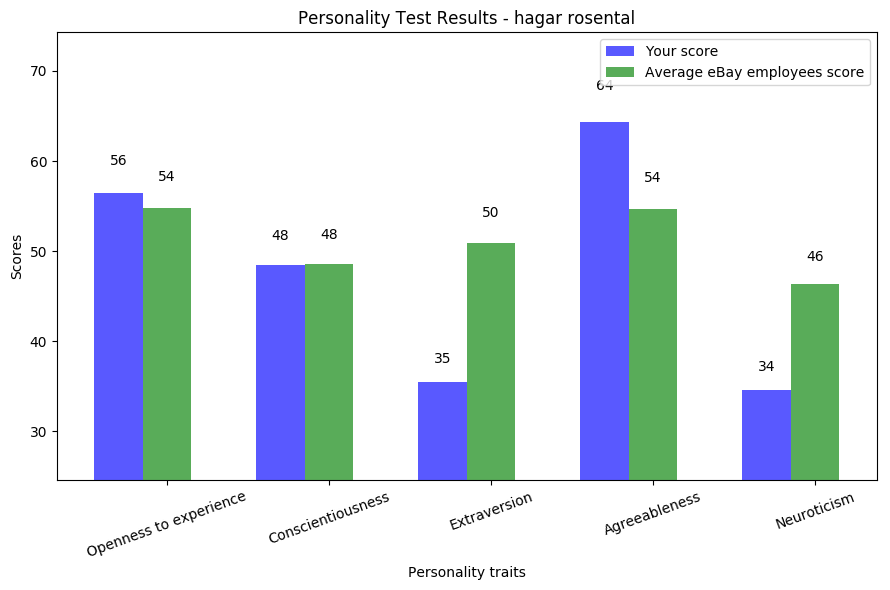 Personality Test Results - hagar rosental
Your score
Average eBay employees score
70
60
50
40
30
Scores
56
54
48
48
35
50
64
54
34
46
Openness to experience
Conscientiousness
Extraversion
Agreeableness
Neuroticism
Personality traits